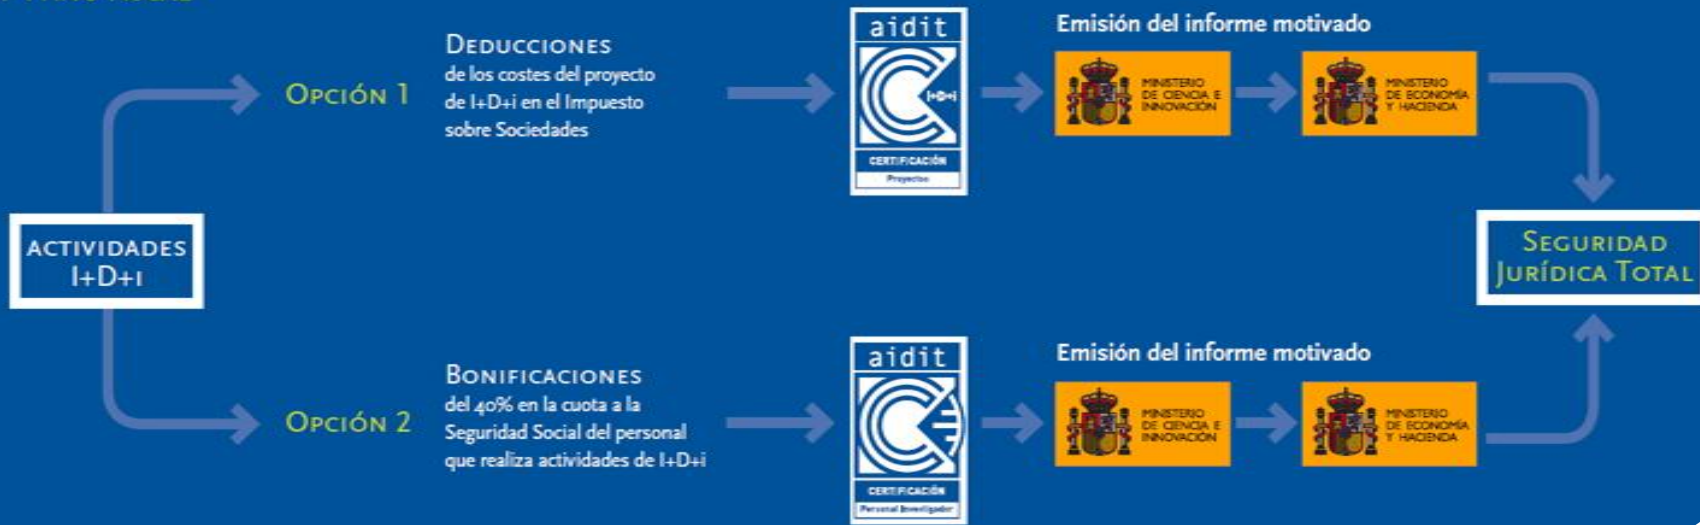 OPCIÓN 1
DEDUCCIONES
de los costes del proyecto
de I+D+i en el Impuesto
sobre Sociedades
aidit
I+D+i
CERTIFICACIÓN
Proyectos
Emisión del informe motivado
MINISTERIO
DE CIENCIA E
INNOVACIÓN
MINISTERIO
DE ECONOMÍA
Y HACIENDA
ACTIVIDADES
I+D+I
SEGURIDAD
JURÍDICA TOTAL
OPCIÓN 2
BONIFICACIONES
del 40% en la cuota a la
Seguridad Social del personal
que realiza actividades de I+D+i
aidit
CERTIFICACIÓN
Personal Investigador
Emisión del informe motivado
MINISTERIO
DE CIENCIA E
INNOVACIÓN
MINISTERIO
DE ECONOMÍA
Y HACIENDA